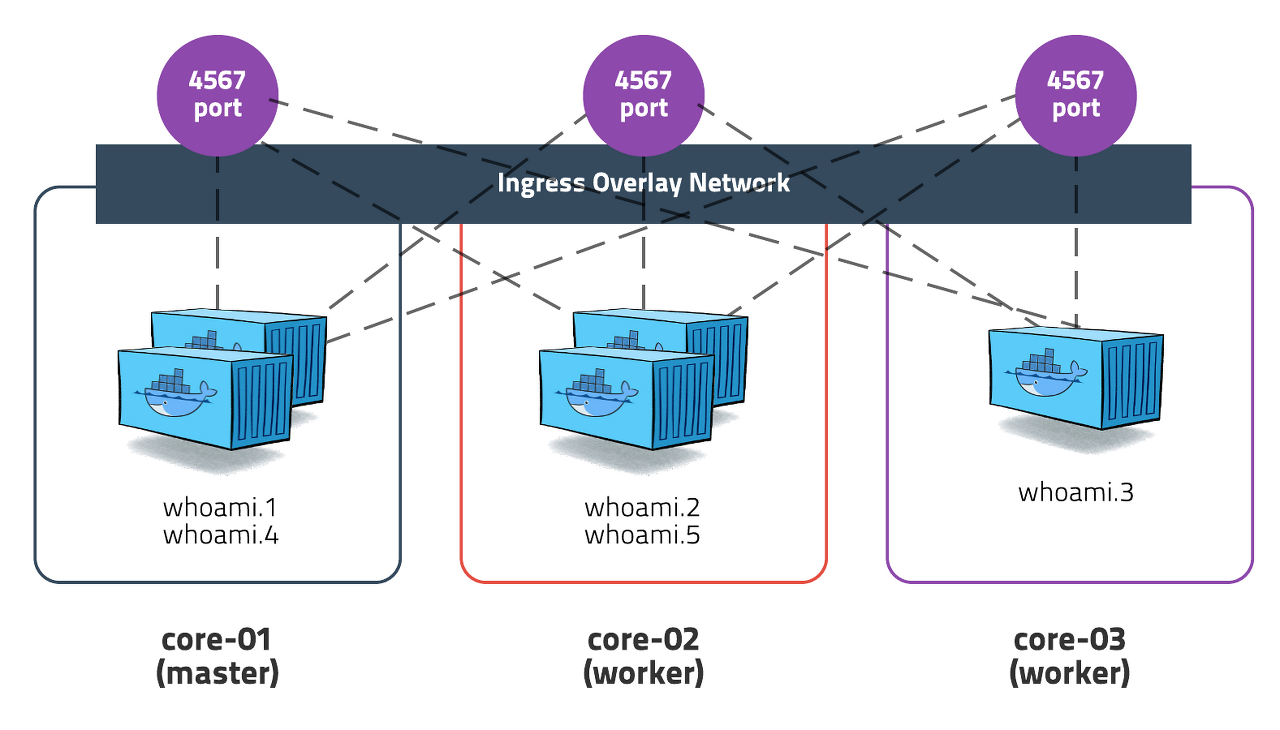 4567
port
4567
port
4567
port
Ingress Overlay Network
whoami.1
whoami.4
whoami.2
whoami.5
whoami.3
core-01
(master)
core-02
(worker)
core-03
(worker)